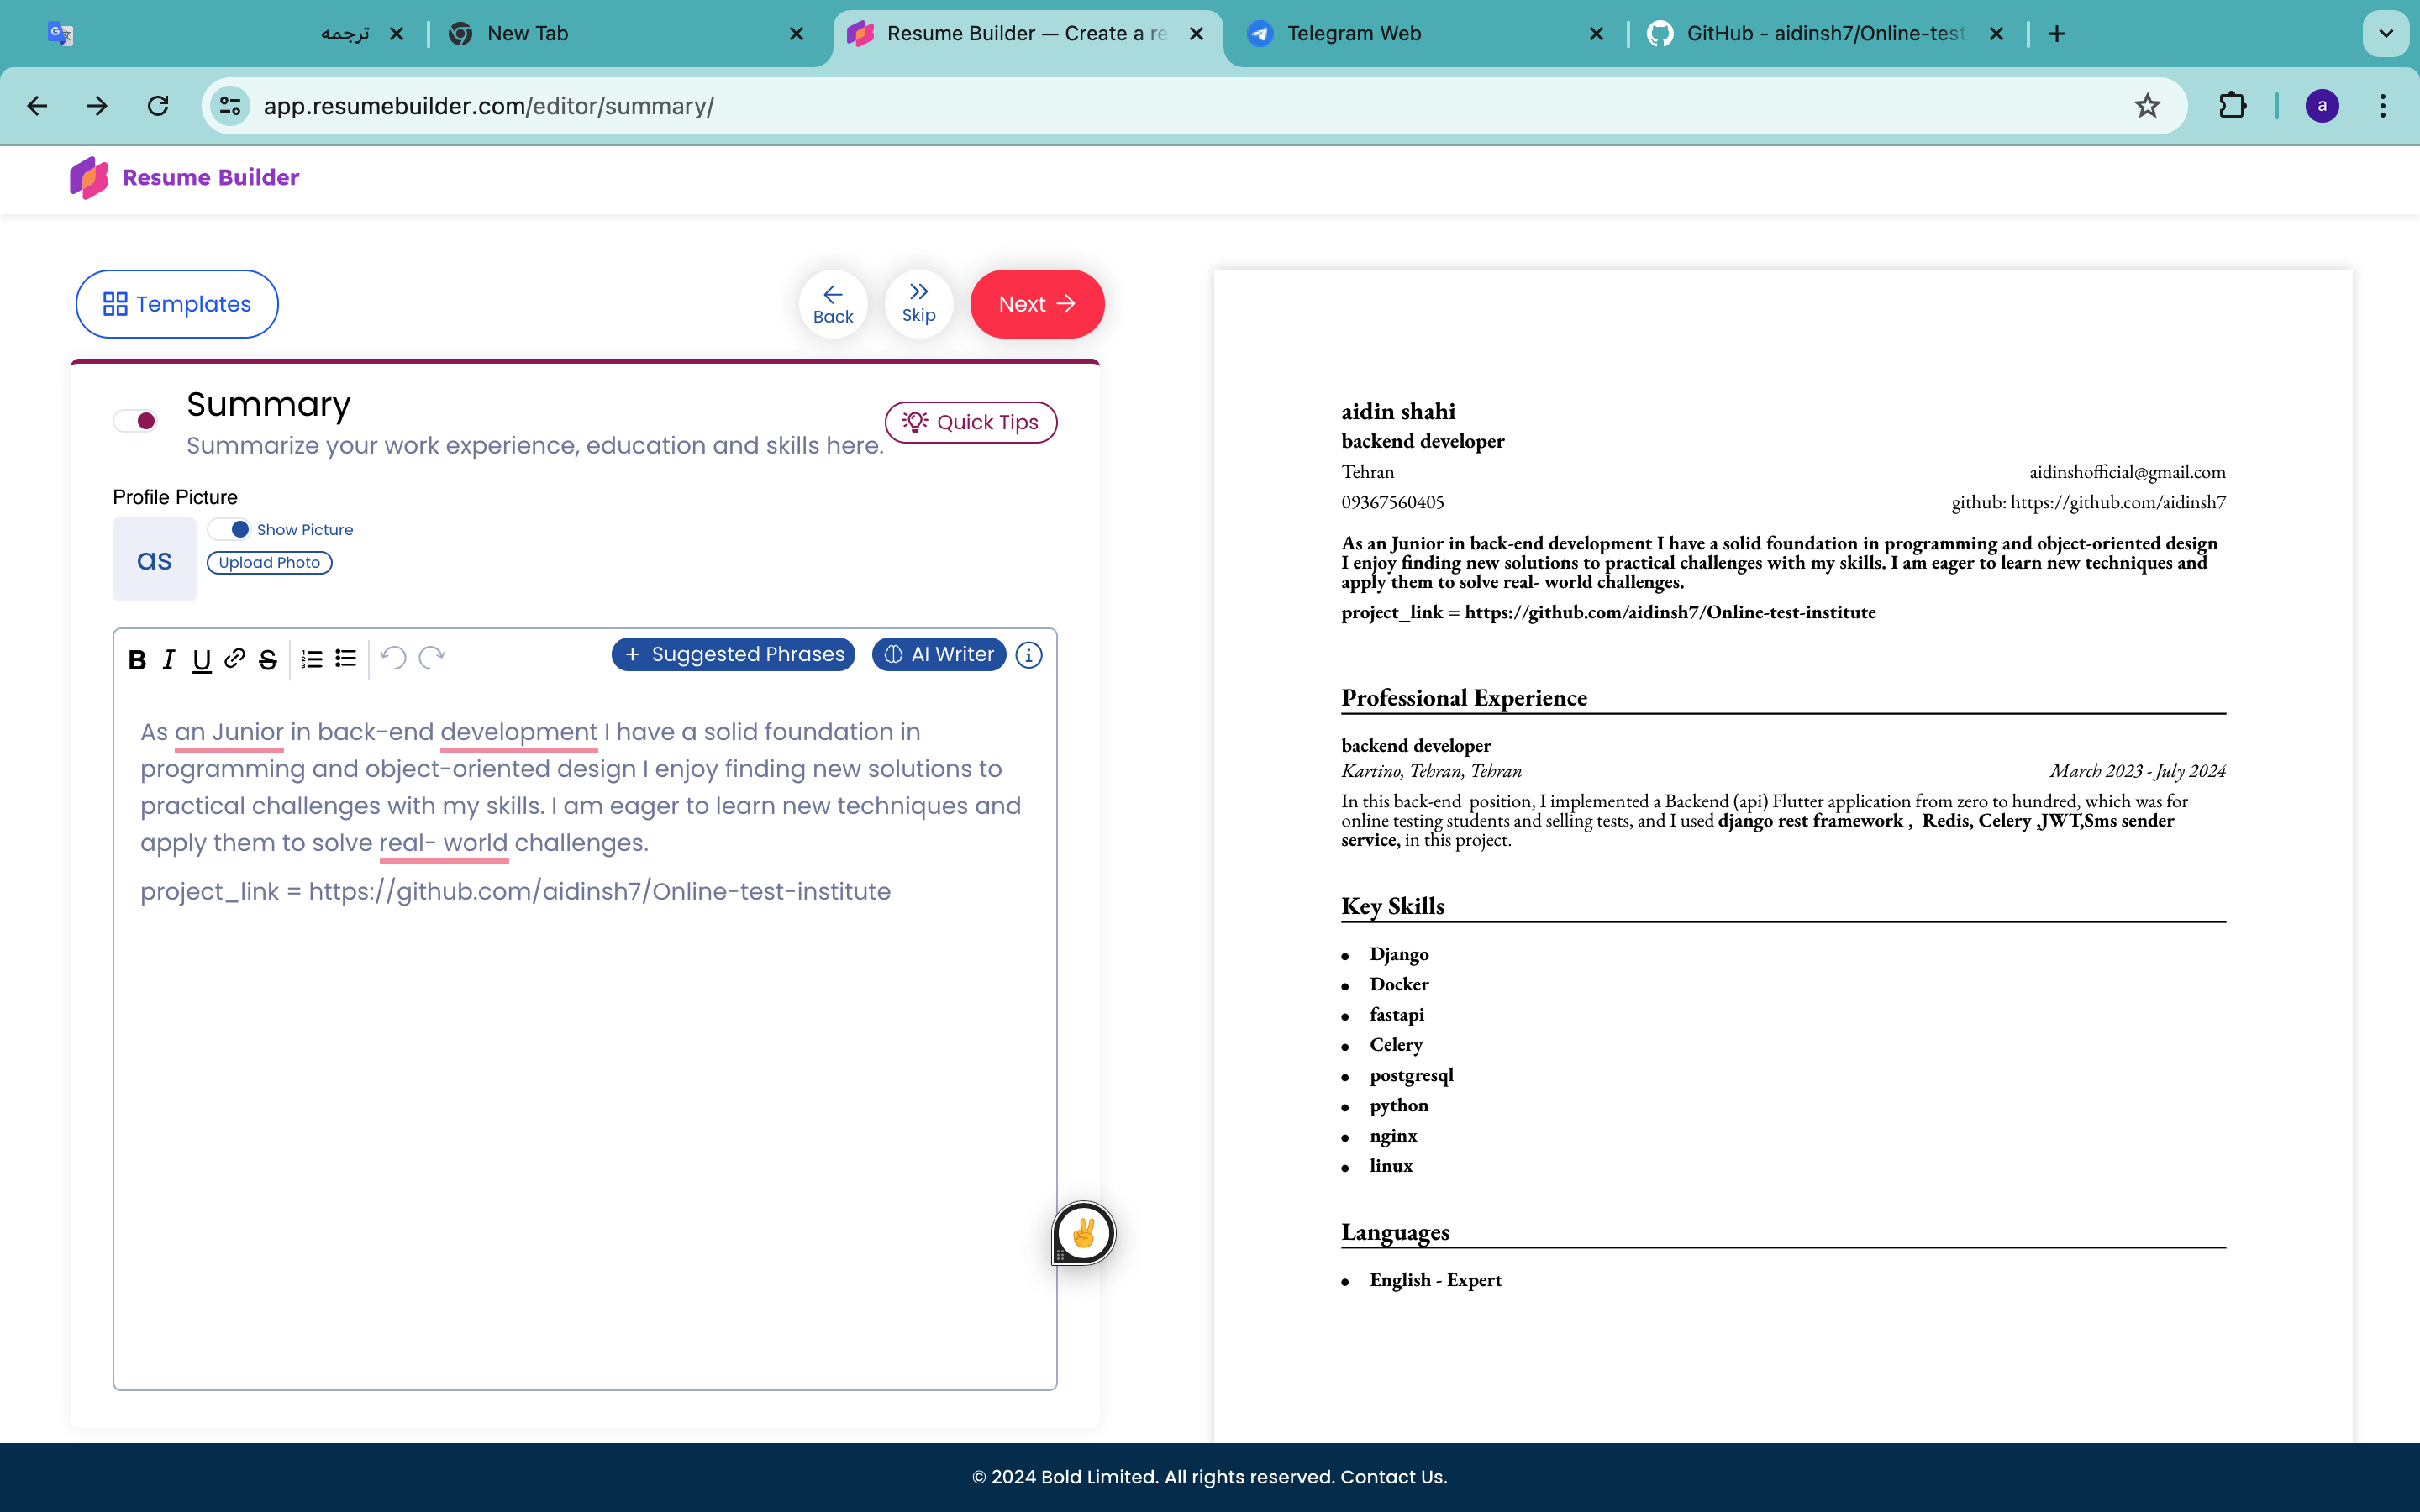 ترجمه
New Tab
Resume Builder — Create a re
Telegram Web
GitHub - aidinsh7/Online-test
app.resumebuilder.com/editor/summary/
a
Resume Builder
Templates
Back
Skip
Next
Summary
Summarize your work experience, education and skills here.
Quick Tips
Profile Picture
as
Show Picture
Upload Photo
B I U S
+ Suggested Phrases
AI Writer
As an Junior in back-end development I have a solid foundation in
programming and object-oriented design I enjoy finding new solutions to
practical challenges with my skills. I am eager to learn new techniques and
apply them to solve real- world challenges.
project_link = https://github.com/aidinsh7/Online-test-institute
aidin shahi
backend developer
Tehran
aidinshofficial@gmail.com
09367560405
github: https://github.com/aidinsh7
As an Junior in back-end development I have a solid foundation in programming and object-oriented design
I enjoy finding new solutions to practical challenges with my skills. I am eager to learn new techniques and
apply them to solve real- world challenges.
project_link = https://github.com/aidinsh7/Online-test-institute
Professional Experience
backend developer
Kartino, Tehran, Tehran
March 2023 - July 2024
In this back-end  position, I implemented a Backend (api) Flutter application from zero to hundred, which was for
online testing students and selling tests, and I used django rest framework ,  Redis, Celery ,JWT,Sms sender
service, in this project.
Key Skills
• Django
• Docker
• fastapi
• Celery
• postgresql
• python
• nginx
• linux
Languages
• English - Expert
© 2024 Bold Limited. All rights reserved. Contact Us.